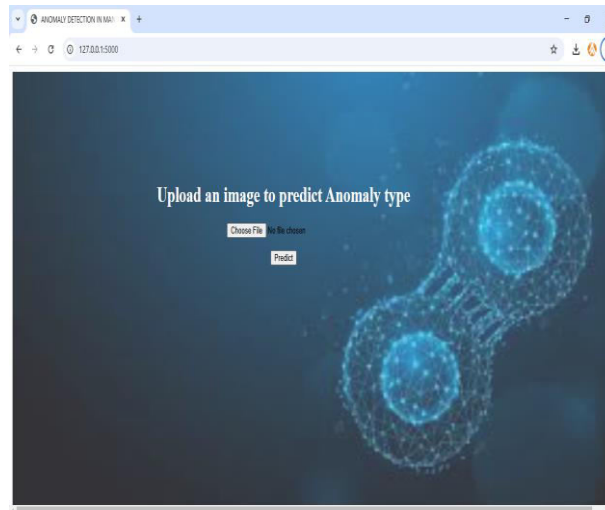 ANOMALY DETECTION IN MAN
127.0.0.1:5000
Upload an image to predict Anomaly type
Choose File No file chosen
Predict